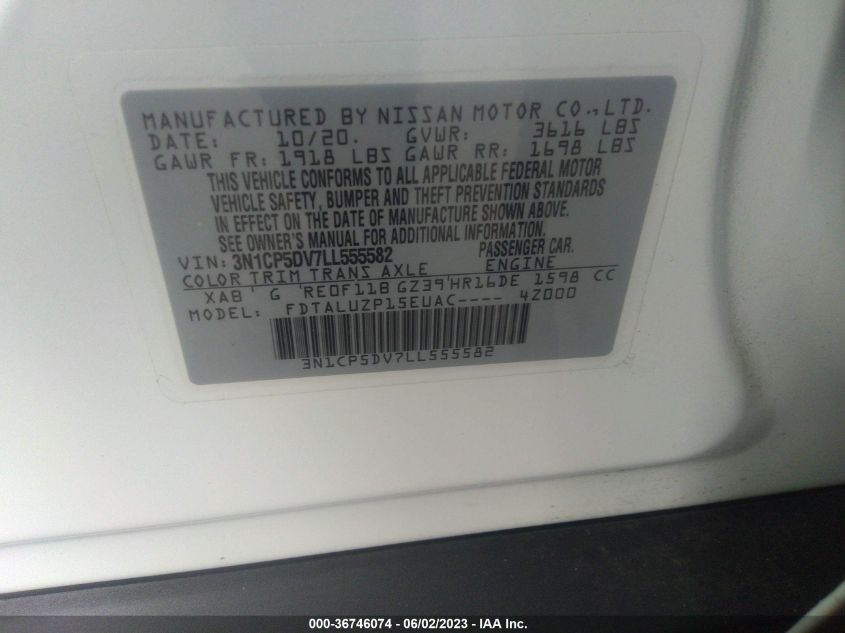 MANUFACTURED BY NISSAN MOTOR CO., LTD.
DATE: 10/20. GVWR: 3616 LBS
GAWR FR: 1918 LBS GAWR RR: 1698 LBS
THIS VEHICLE CONFORMS TO ALL APPLICABLE FEDERAL MOTOR
VEHICLE SAFETY, BUMPER AND THEFT PREVENTION STANDARDS
IN EFFECT ON THE DATE OF MANUFACTURE SHOWN ABOVE.
SEE OWNER'S MANUAL FOR ADDITIONAL INFORMATION.
VIN: 3N1CP5DV7LL555582 PASSENGER CAR.
COLOR TRIM TRANS AXLE ENGINE
XAB G RE0F11B GZ39 HR16DE 1598 CC
MODEL: FDTALUZP15EUAC---- 4Z000
3N1CP5DV7LL555582
000-36746074 / 06/02/2023 - IAA Inc.